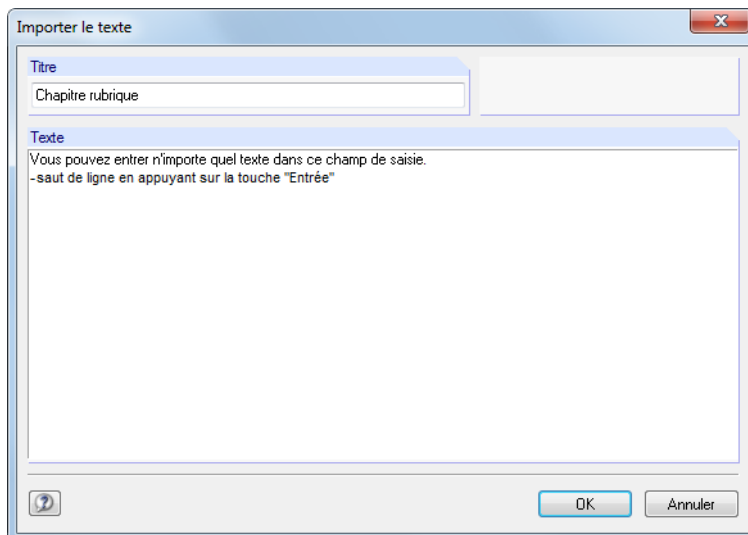 Importer le texte
Titre
Chapitre rubrique
Texte
Vous pouvez entrer n'importe quel texte dans ce champ de saisie.
-saut de ligne en appuyant sur la touche "Entrée"
OK
Annuler